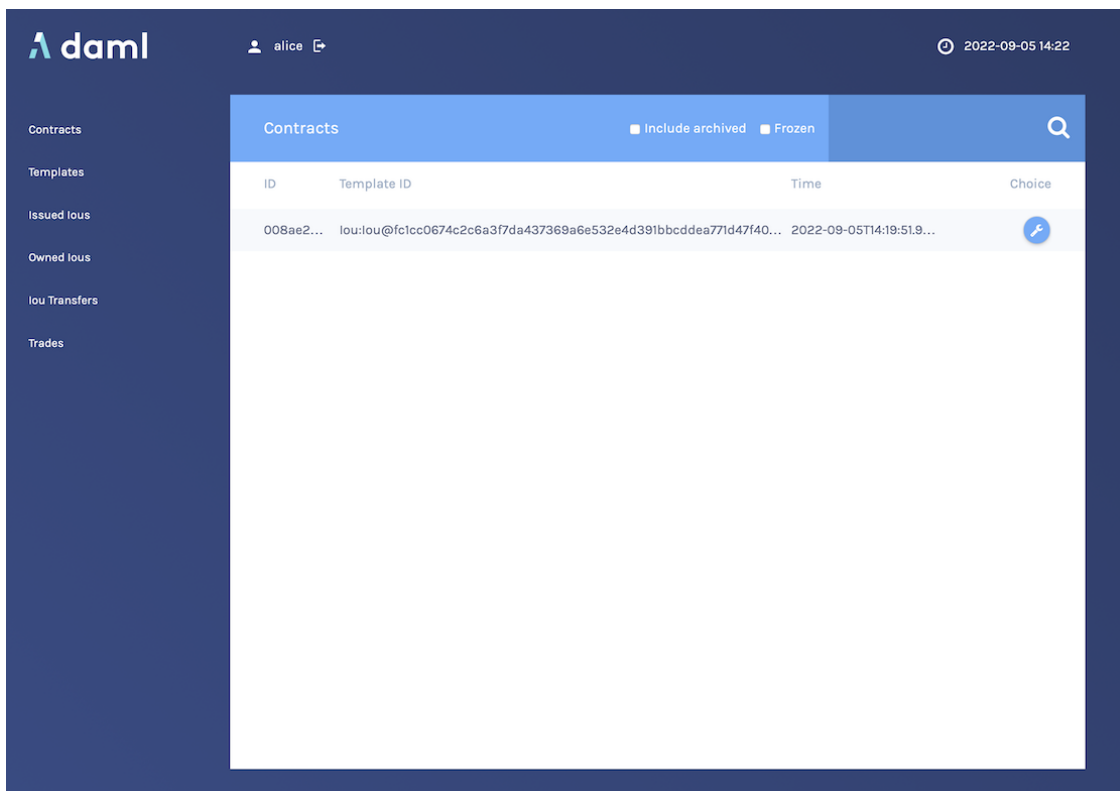 daml
alice
2022-09-05 14:22
Contracts
Templates
Issued Ious
Owned Ious
Iou Transfers
Trades
Contracts
Include archived
Frozen
ID Template ID Time Choice
008ae2... Iou:Iou@fc1cc0674c2c6a3f7da437369a6e532e4d391bbcddea771d47f40... 2022-09-05T14:19:51.9...